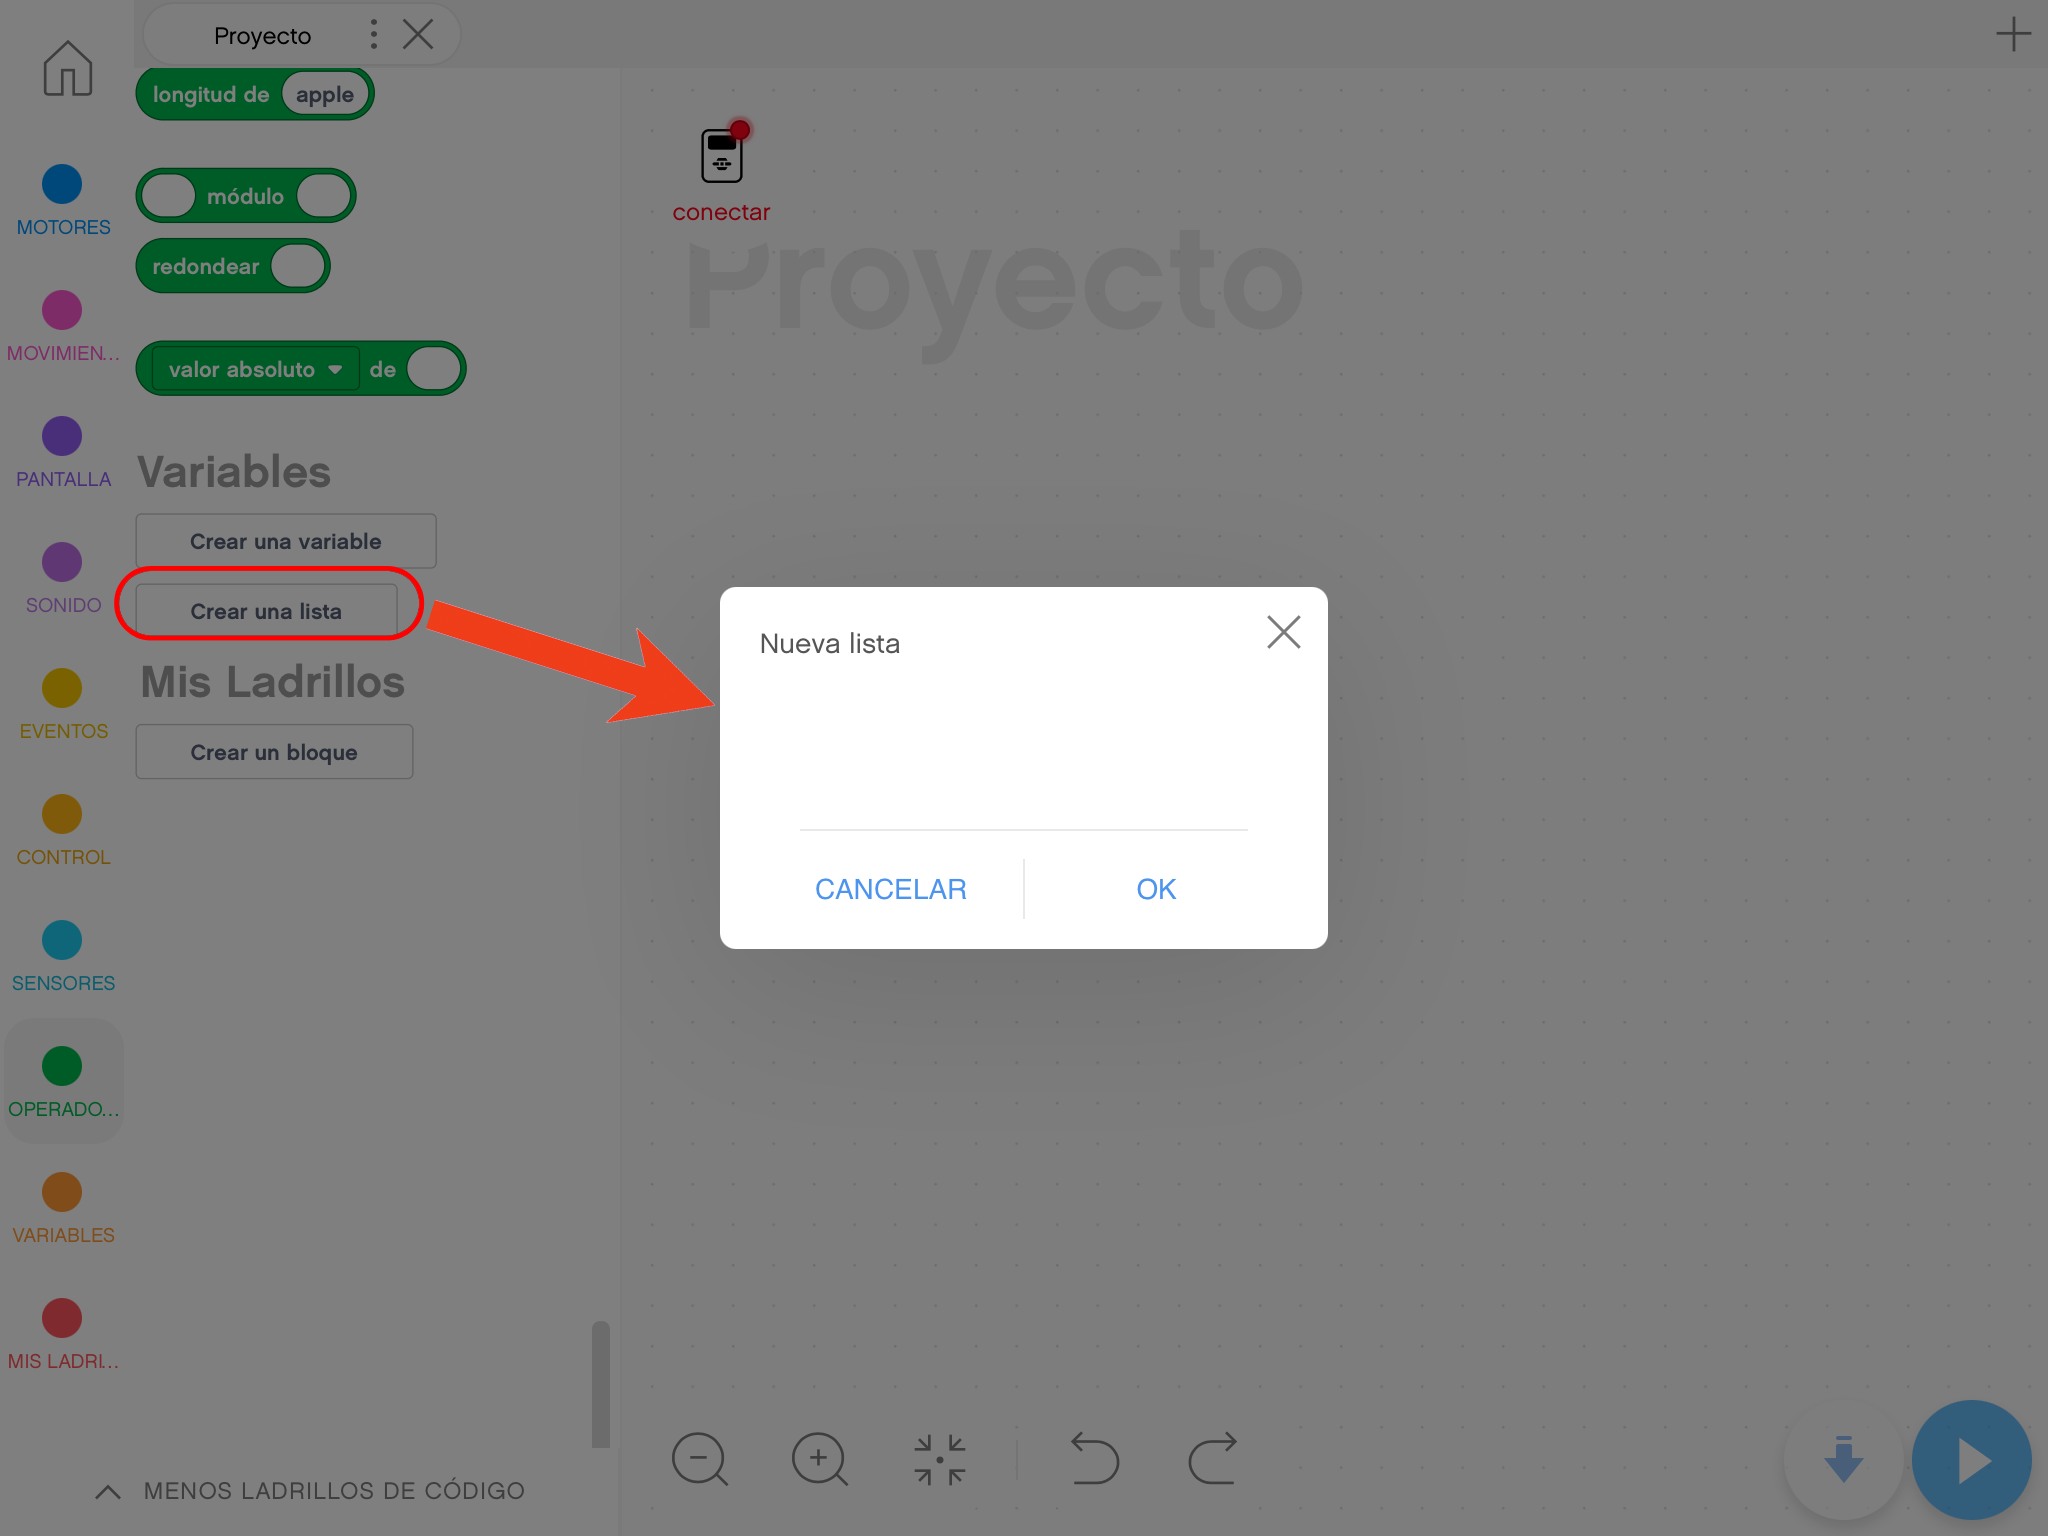 Proyecto
longitud de apple
módulo
redondear
valor absoluto de
Variables
Crear una variable
Crear una lista
Mis Ladrillos
Crear un bloque
MOTORES
MOVIMIEN...
PANTALLA
SONIDO
EVENTOS
CONTROL
SENSORES
OPERADO...
VARIABLES
MIS LADRI...
MENOS LADRILLOS DE CÓDIGO
conectar
Proyecto
Nueva lista
CANCELAR
OK